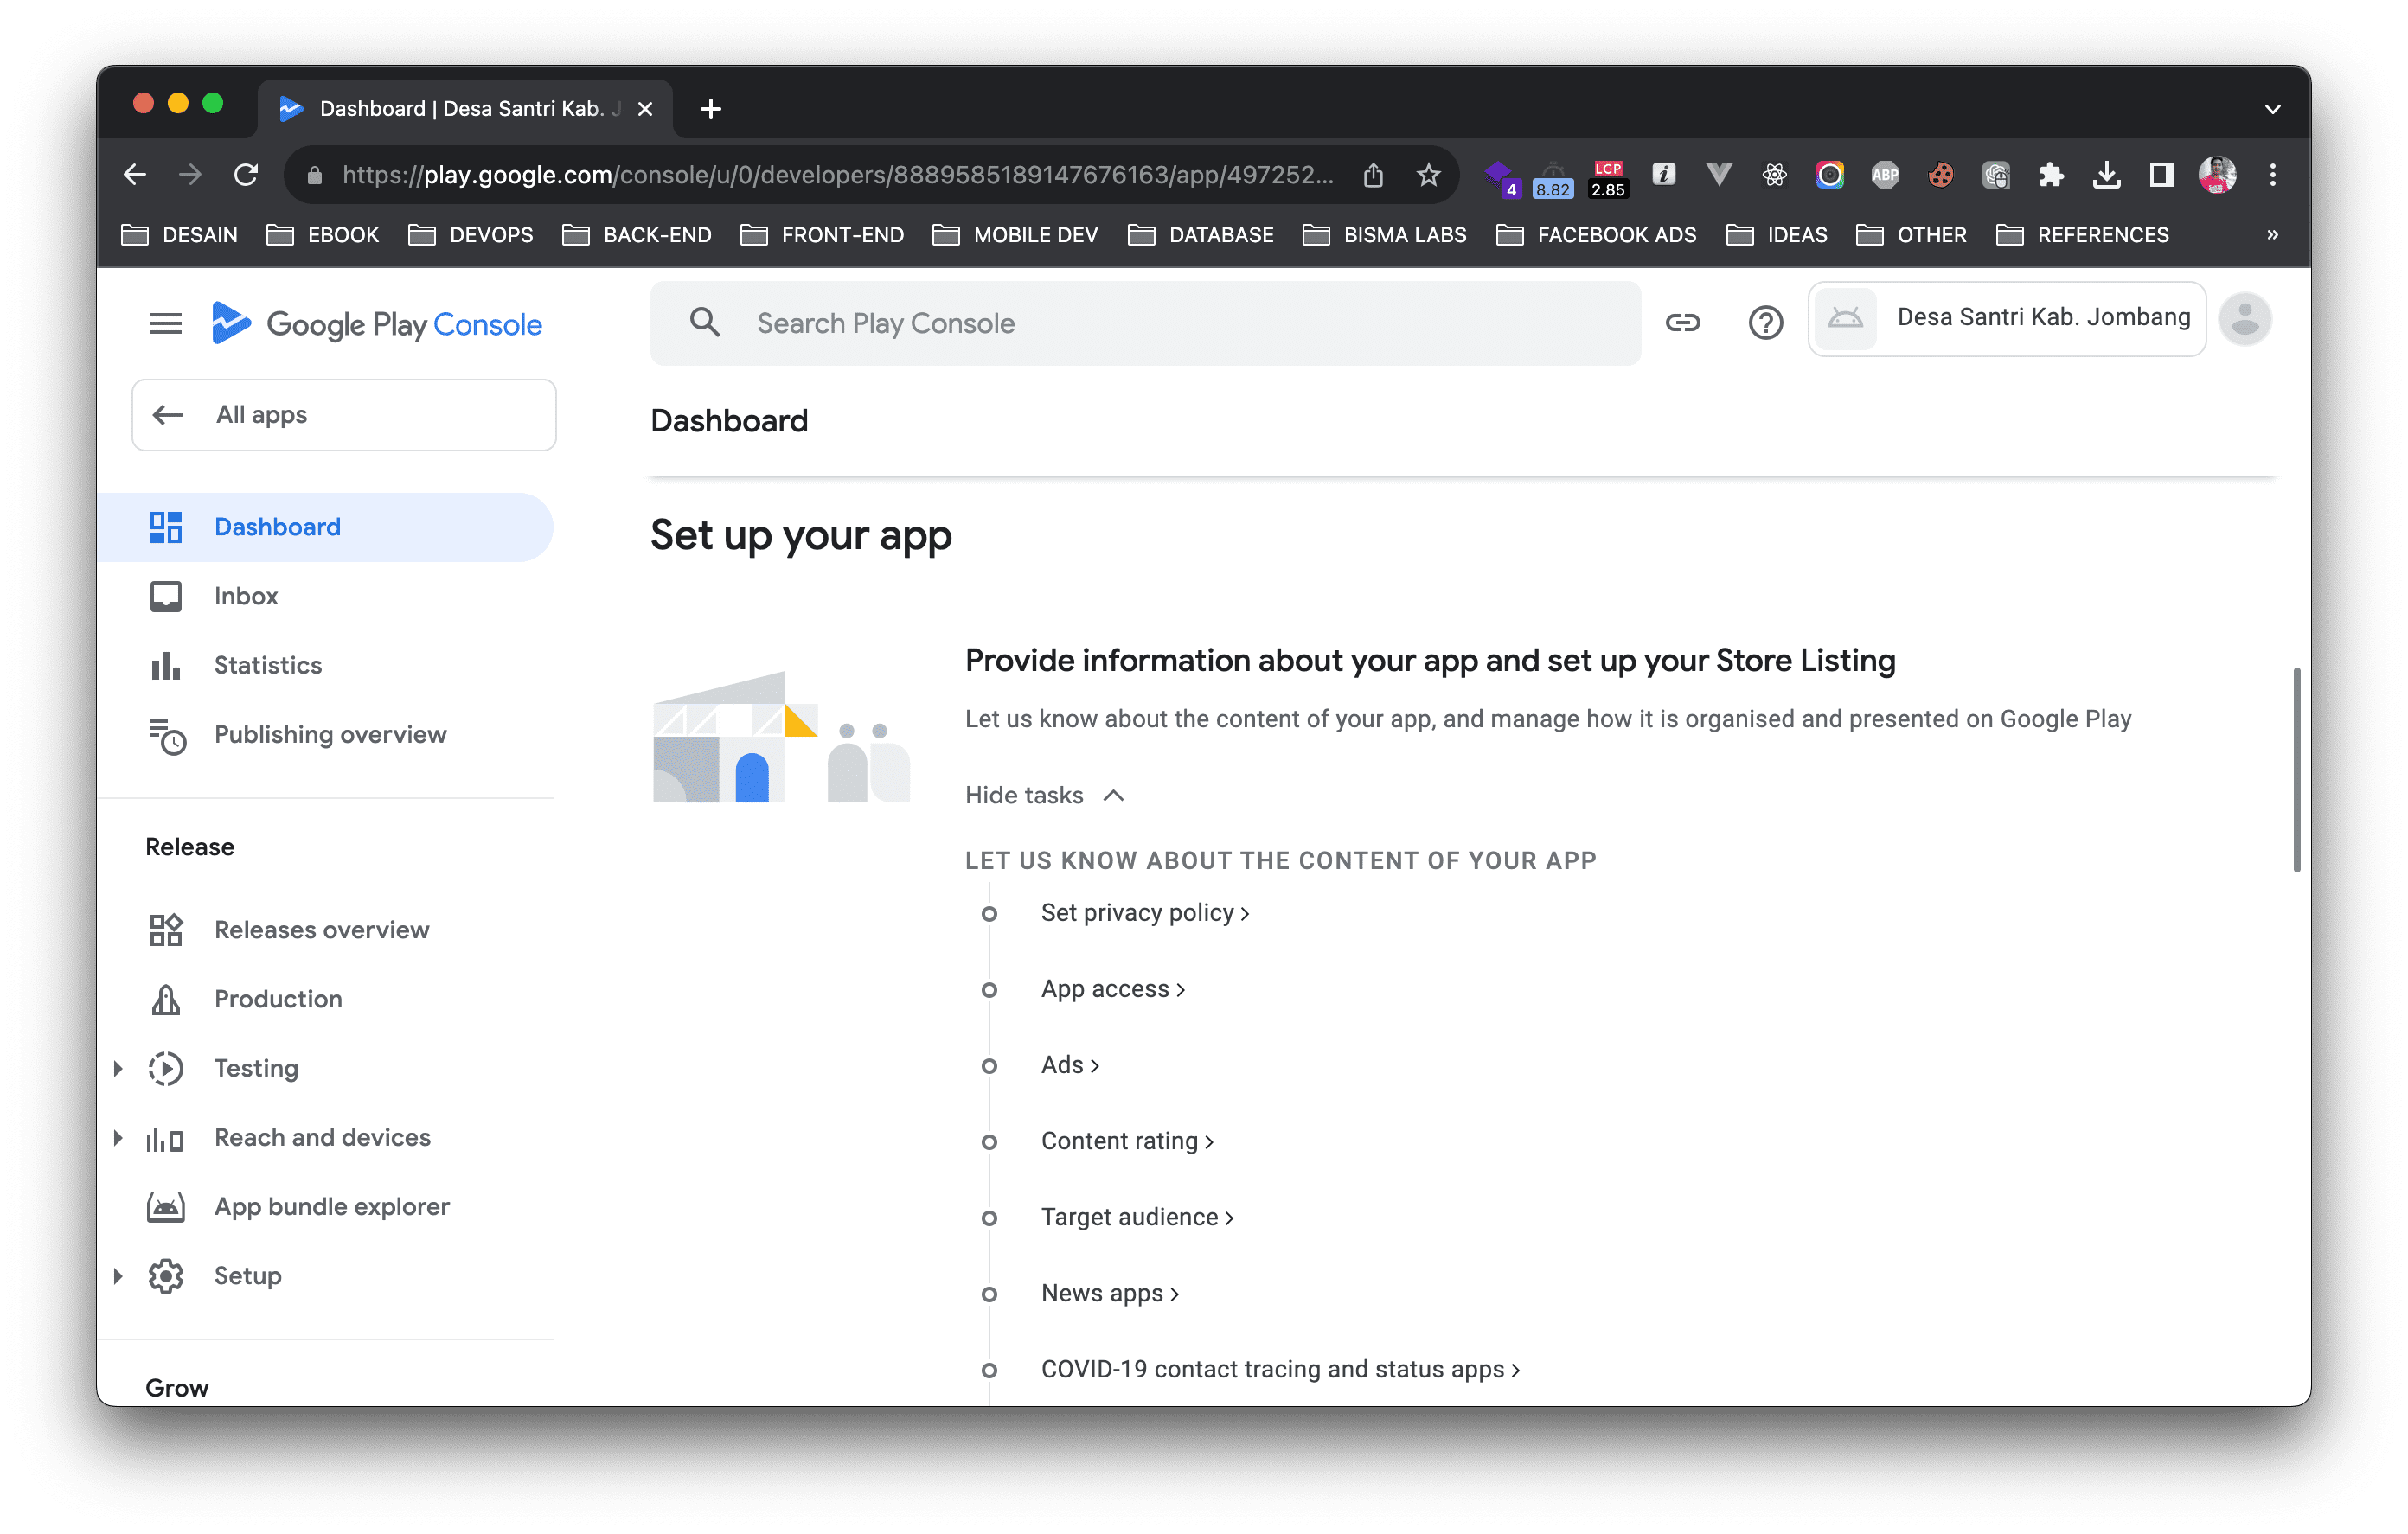 Dashboard | Desa Santri Kab. J
https://play.google.com/console/u/0/developers/8889585189147676163/app/497252...
4
8.82
LCP
2.85
i
ABP
DESAIN
EBOOK
DEVOPS
BACK-END
FRONT-END
MOBILE DEV
DATABASE
BISMA LABS
FACEBOOK ADS
IDEAS
OTHER
REFERENCES
»
Google Play Console
Search Play Console
Desa Santri Kab. Jombang
All apps
Dashboard
Inbox
Statistics
Publishing overview
Release
Releases overview
Production
Testing
Reach and devices
App bundle explorer
Setup
Grow
Dashboard
Set up your app
Provide information about your app and set up your Store Listing
Let us know about the content of your app, and manage how it is organised and presented on Google Play
Hide tasks
LET US KNOW ABOUT THE CONTENT OF YOUR APP
Set privacy policy
App access
Ads
Content rating
Target audience
News apps
COVID-19 contact tracing and status apps